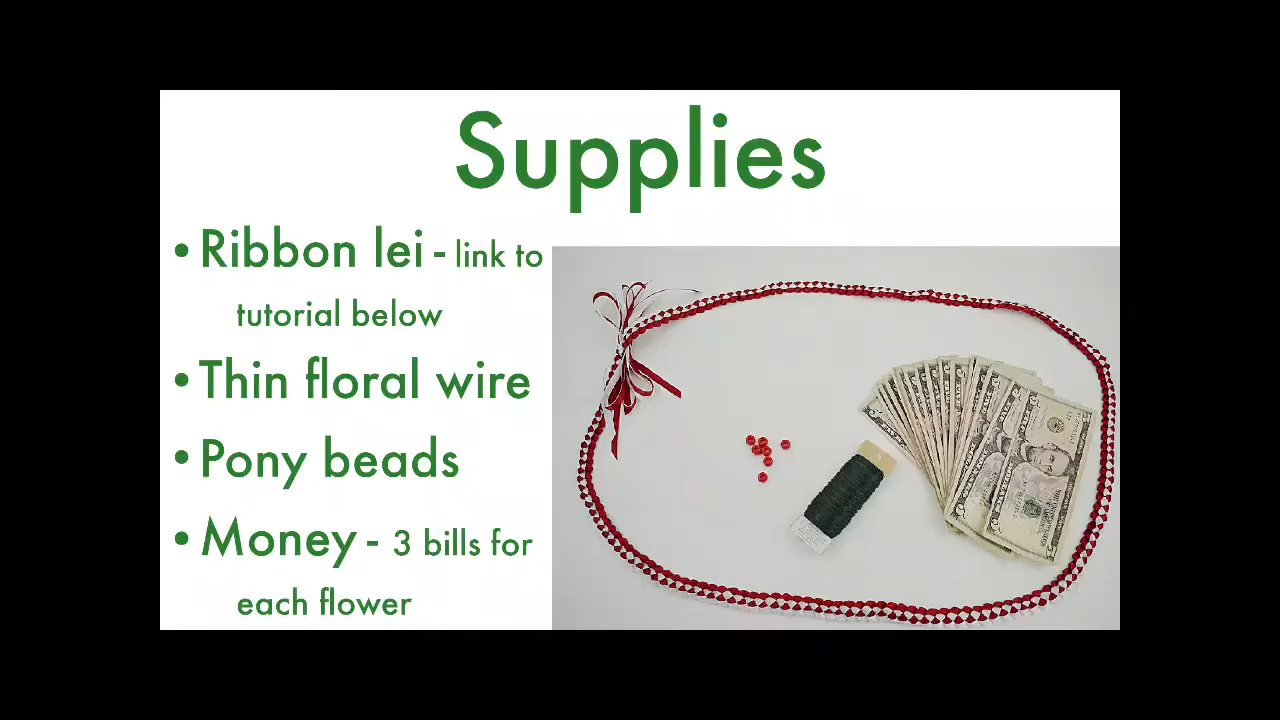 Supplies
• Ribbon lei - link to
tutorial below
• Thin floral wire
• Pony beads
• Money - 3 bills for
each flower